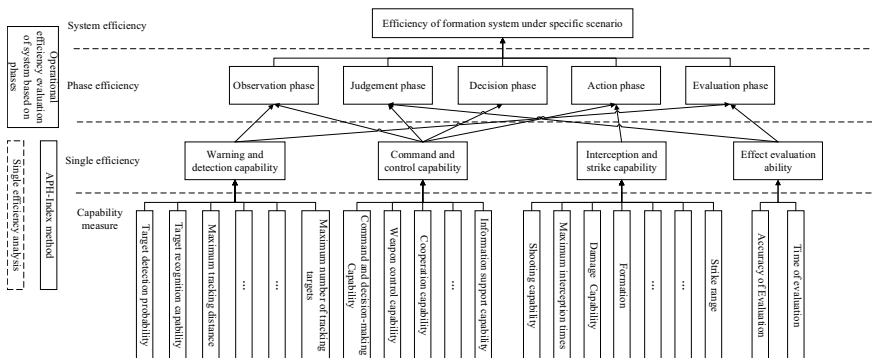 System efficiency
Efficiency of formation system under specific scenario
Operational
efficiency evaluation
of system based on
phases
Phase efficiency
Observation phase
Judgement phase
Decision phase
Action phase
Evaluation phase
Single efficiency
Warning and
detection capability
Command and
control capability
Interception and
strike capability
Effect evaluation
ability
APH-Index method
Single efficiency analysis
Capability
measure
Target detection probability
Target recognition capability
Maximum tracking distance
...
...
Maximum number of tracking
targets
Command and decision-making
Capability
Weapon control capability
Cooperation capability
...
Information support capability
Shooting capability
Maximum interception times
Damage Capability
Formation
...
...
Strike range
Accuracy of Evaluation
Time of evaluation